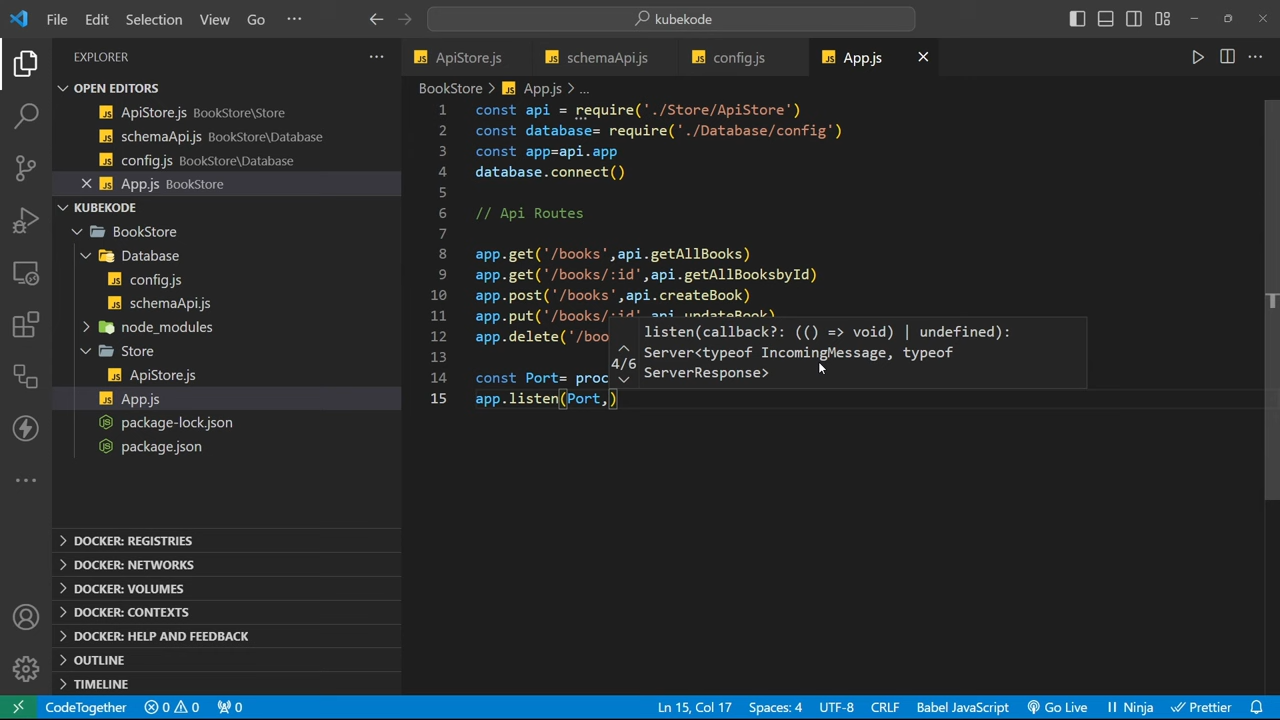 File Edit Selection View Go ··· kubekode
EXPLORER ···
OPEN EDITORS
ApiStore.js BookStore\Store
schemaApi.js BookStore\Database
config.js BookStore\Database
App.js BookStore
KUBEKODE
BookStore
Database
config.js
schemaApi.js
node_modules
Store
ApiStore.js
App.js
package-lock.json
package.json
DOCKER: REGISTRIES
DOCKER: NETWORKS
DOCKER: VOLUMES
DOCKER: CONTEXTS
DOCKER: HELP AND FEEDBACK
OUTLINE
TIMELINE
ApiStore.js schemaApi.js config.js App.js
BookStore > App.js > ...
1 const api = require('./Store/ApiStore')
2 const database= require('./Database/config')
3 const app=api.app
4 database.connect()
5
6 // Api Routes
7
8 app.get('/books',api.getAllBooks)
9 app.get('/books/:id',api.getAllBooksbyId)
10 app.post('/books',api.createBook)
11 app.put('/books/:id',api.updateBook)
12 app.delete('/boo
13
14 const Port= proc
15 app.listen(Port,)
4/6
listen(callback?: (() => void) | undefined):
Server<typeof IncomingMessage, typeof
ServerResponse>
CodeTogether 0 0 0 Ln 15, Col 17 Spaces: 4 UTF-8 CRLF Babel JavaScript Go Live Ninja Prettier